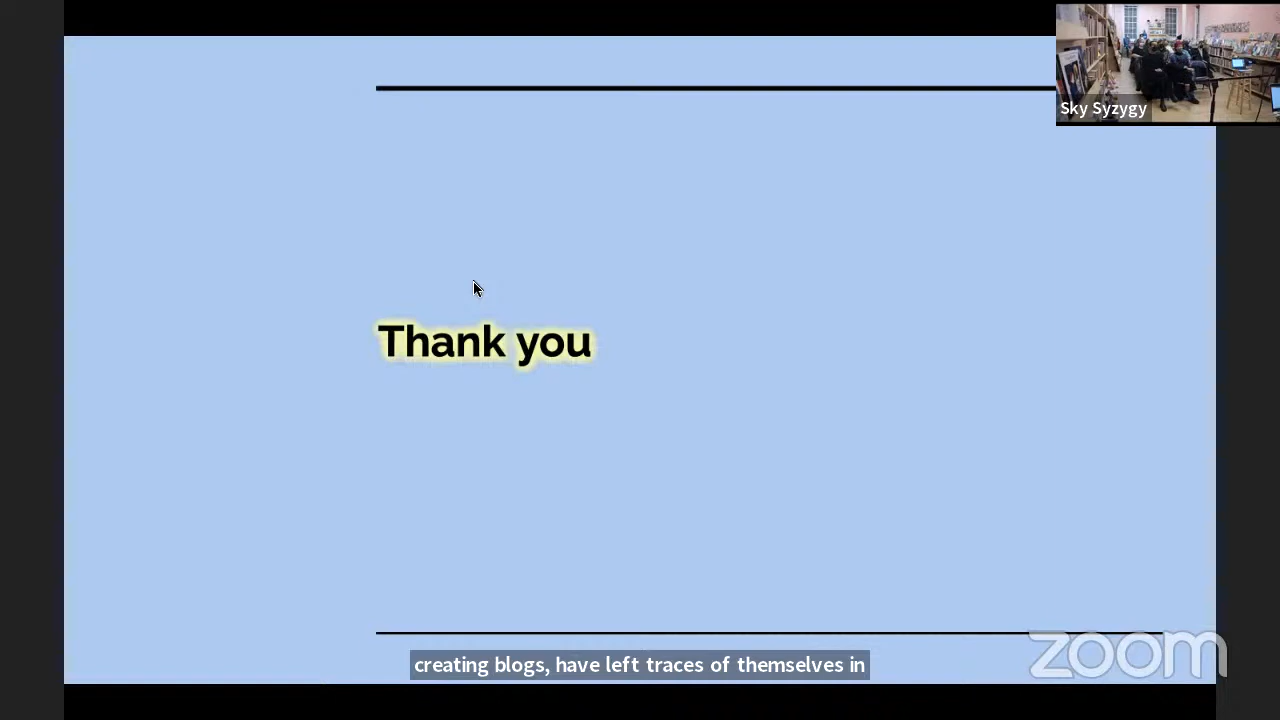 Sky Syzygy
Thank you
creating blogs, have left traces of themselves in
zoom